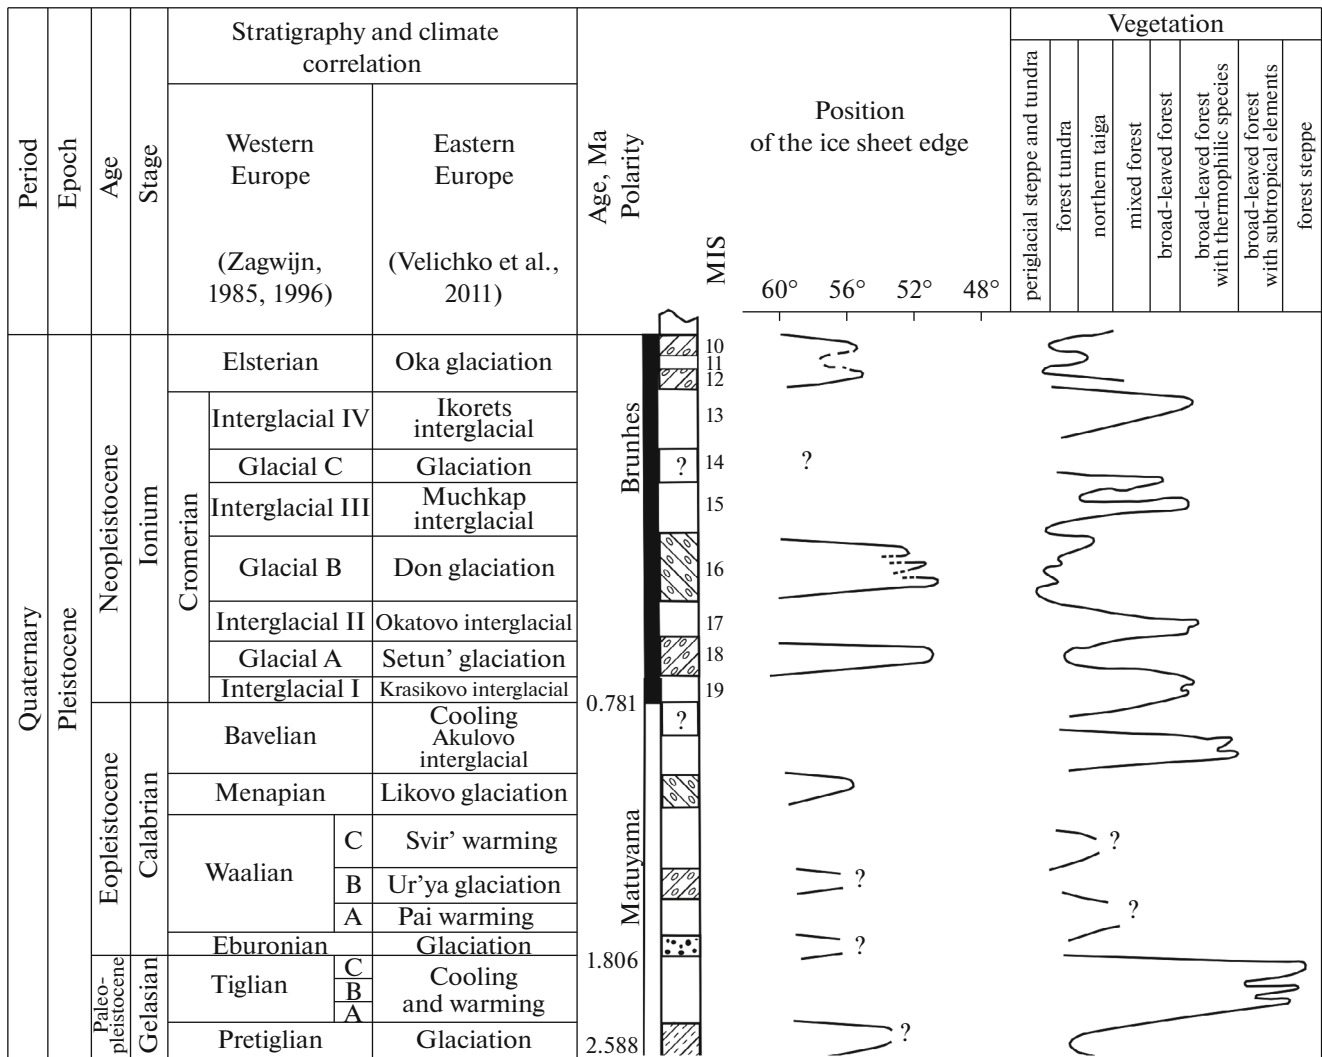 Period
Epoch
Age
Stage
Stratigraphy and climate
correlation
Western
Europe
(Zagwijn,
1985, 1996)
Eastern
Europe
(Velichko et al.,
2011)
Age, Ma
Polarity
MIS
Position
of the ice sheet edge
60°
56°
52°
48°
Vegetation
periglacial steppe and tundra
forest tundra
northern taiga
mixed forest
broad-leaved forest
broad-leaved forest
with thermophilic species
broad-leaved forest
with subtropical elements
forest steppe
Quaternary
Pleistocene
Neopleistocene
Ionium
Elsterian
Oka glaciation
10
11
12
Cromerian
Interglacial IV
Ikorets
interglacial
13
Glacial C
Glaciation
?
14
?
Interglacial III
Muchkap
interglacial
15
Glacial B
Don glaciation
16
Interglacial II
Okatovo interglacial
17
Glacial A
Setun' glaciation
18
Interglacial I
Krasikovo interglacial
19
Brunhes
0.781
Eopleistocene
Calabrian
Bavelian
Cooling
Akulovo
interglacial
?
Menapian
Likovo glaciation
Waalian
C
Svir' warming
?
B
Ur'ya glaciation
?
A
Pai warming
?
Eburonian
Glaciation
?
Matuyama
1.806
Paleo-
pleistocene
Gelasian
Tiglian
C
B
A
Cooling
and warming
Pretiglian
Glaciation
2.588
?